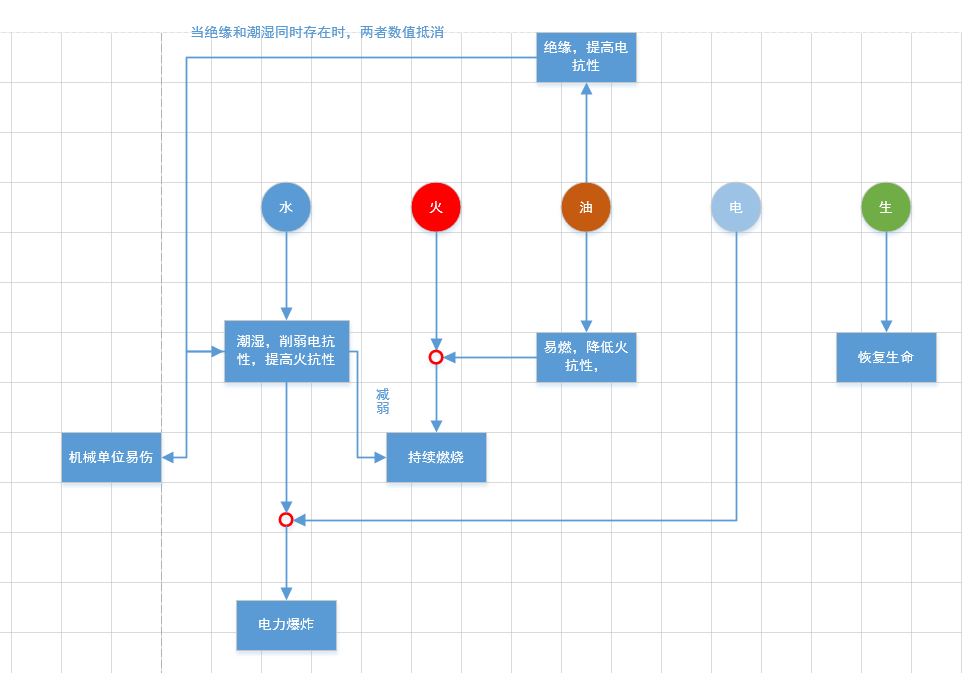 当绝缘和潮湿同时存在时，两者数值抵消
绝缘，提高电
抗性
水
火
油
电
生
潮湿，削弱电抗
性，提高火抗性
易燃，降低火
抗性，
恢复生命
减
弱
机械单位易伤
持续燃烧
电力爆炸